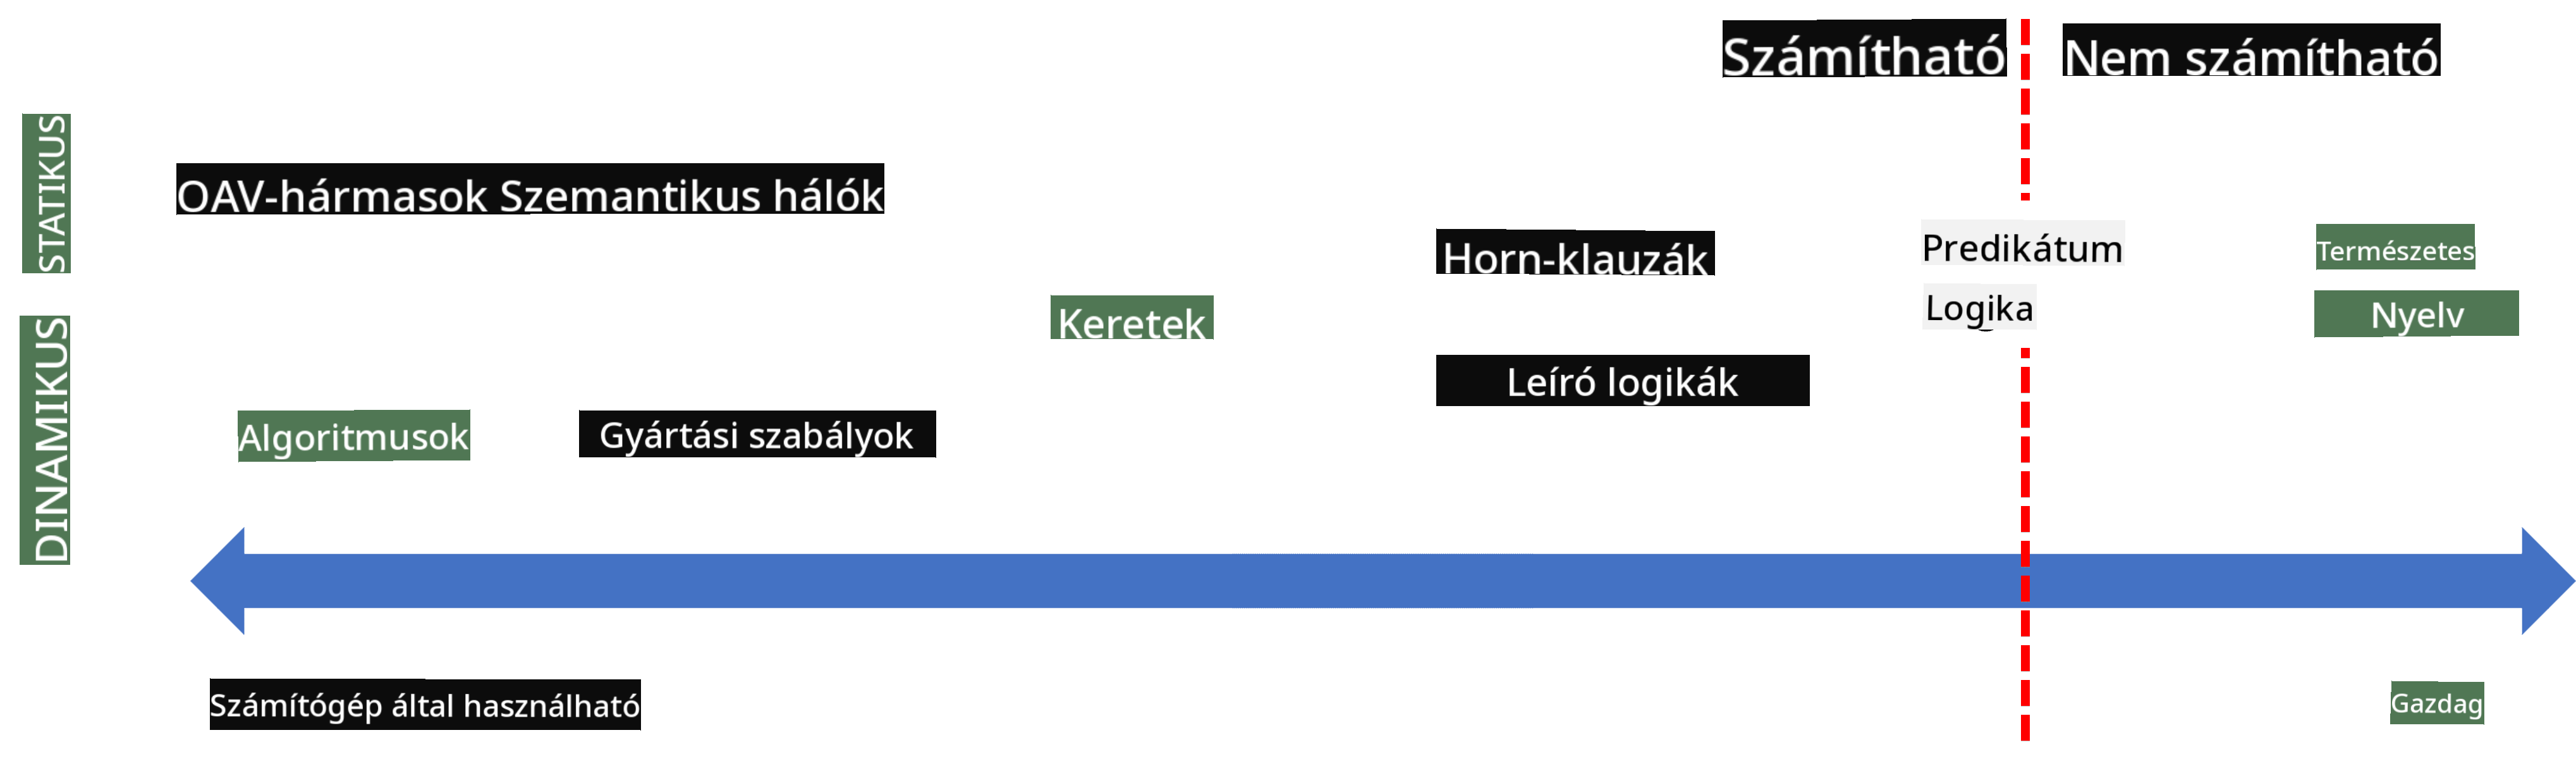 Számítható
Nem számítható
STATIKUS
OAV-hármasok Szemantikus hálók
Horn-klauzák
Predikátum
Logika
Természetes
Nyelv
Keretek
DINAMIKUS
Leíró logikák
Algoritmusok
Gyártási szabályok
Számítógép által használható
Gazdag